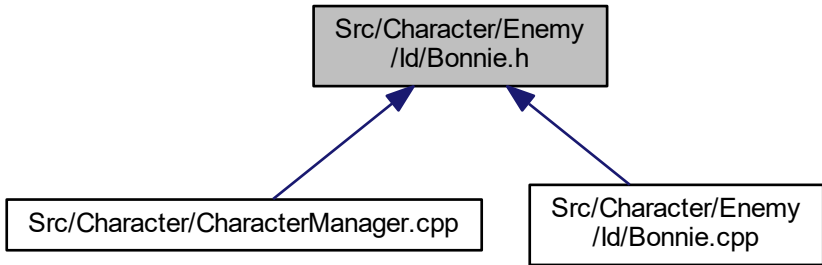 Src/Character/Enemy
/Id/Bonnie.h
Src/Character/CharacterManager.cpp
Src/Character/Enemy
/Id/Bonnie.cpp